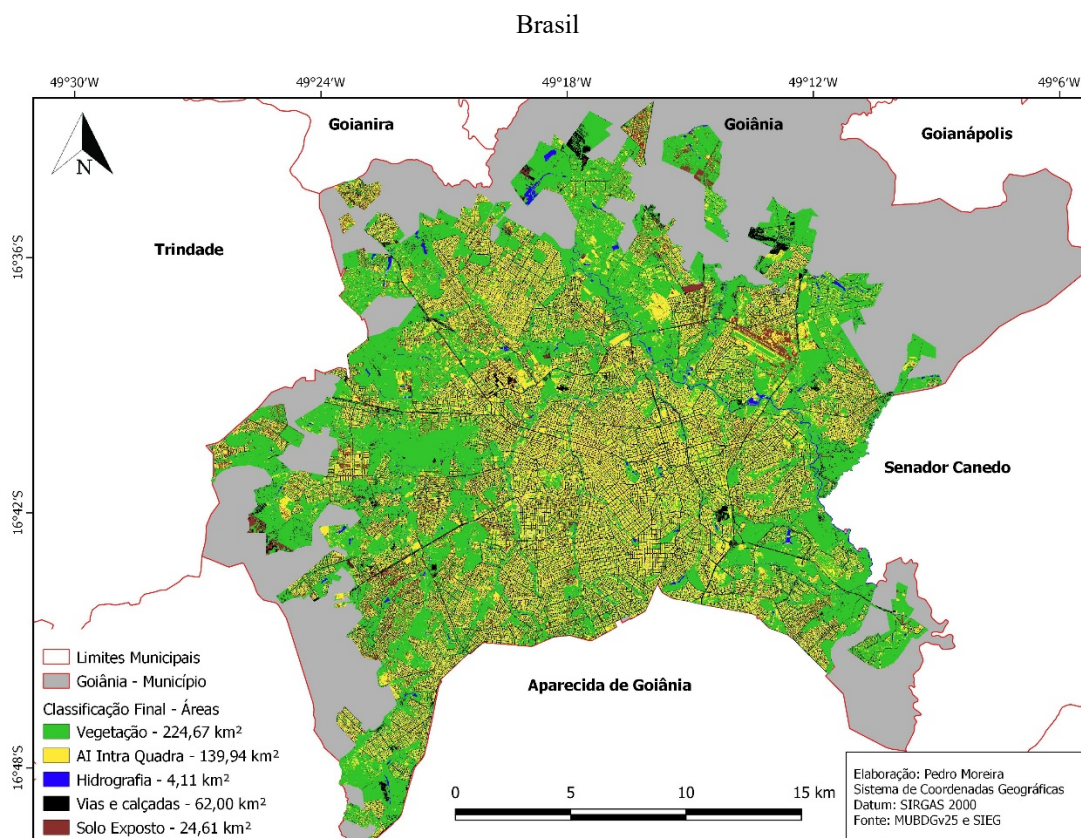 Brasil
49°30'W 49°24'W 49°18'W 49°12'W 49°6'W
Goianira
Goiânia
Goianápolis
N
Trindade
16°36'S
Senador Canedo
16°42'S
Aparecida de Goiânia
16°48'S
Limites Municipais
Goiânia - Município
Classificação Final - Áreas
Vegetação - 224,67 km²
AI Intra Quadra - 139,94 km²
Hidrografia - 4,11 km²
Vias e calçadas - 62,00 km²
Solo Exposto - 24,61 km²
0 5 10 15 km
Elaboração: Pedro Moreira
Sistema de Coordenadas Geográficas
Datum: SIRGAS 2000
Fonte: MUBDGv25 e SIEG